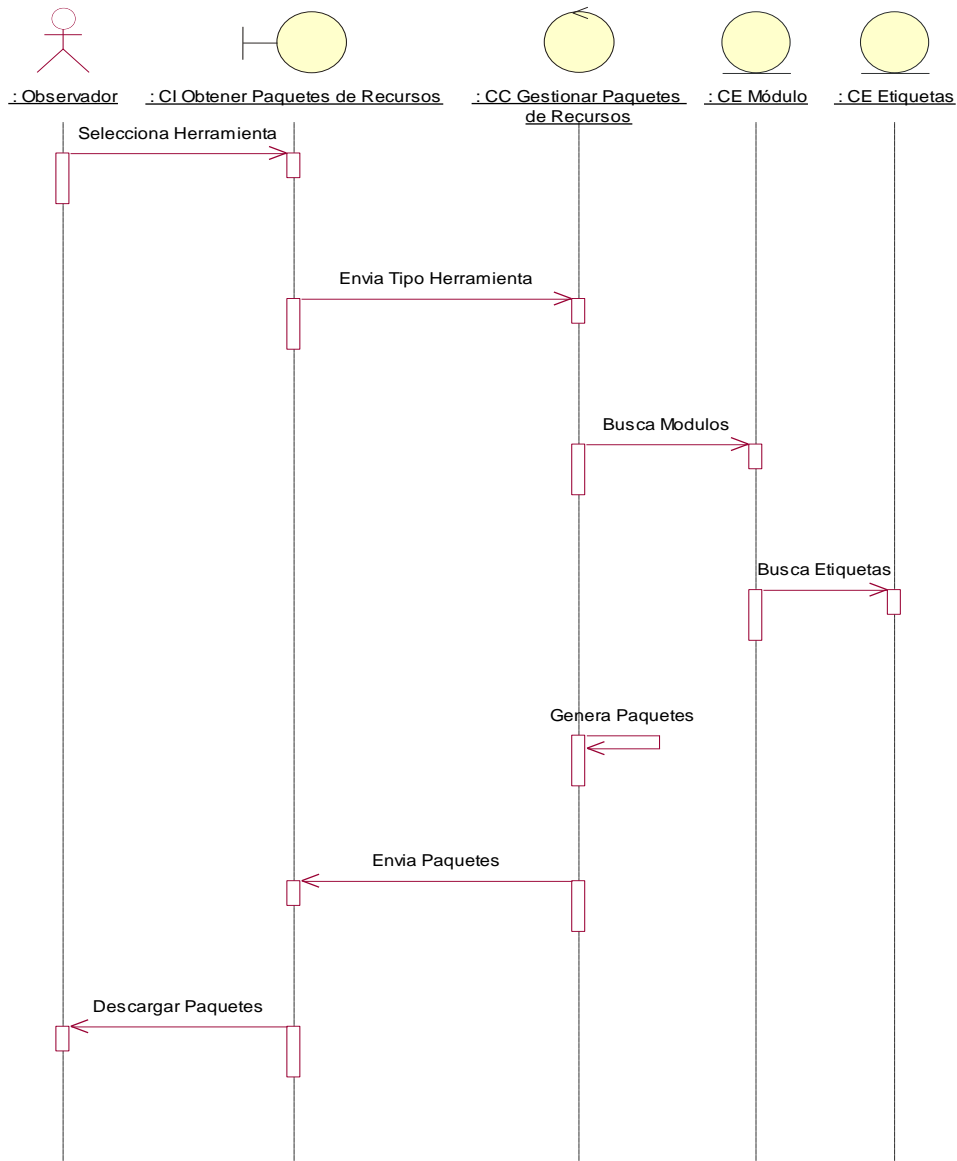 : Observador
: CI Obtener Paquetes de Recursos
: CC Gestionar Paquetes
de Recursos
: CE Módulo
: CE Etiquetas
Selecciona Herramienta
Envia Tipo Herramienta
Busca Modulos
Busca Etiquetas
Genera Paquetes
Envia Paquetes
Descargar Paquetes